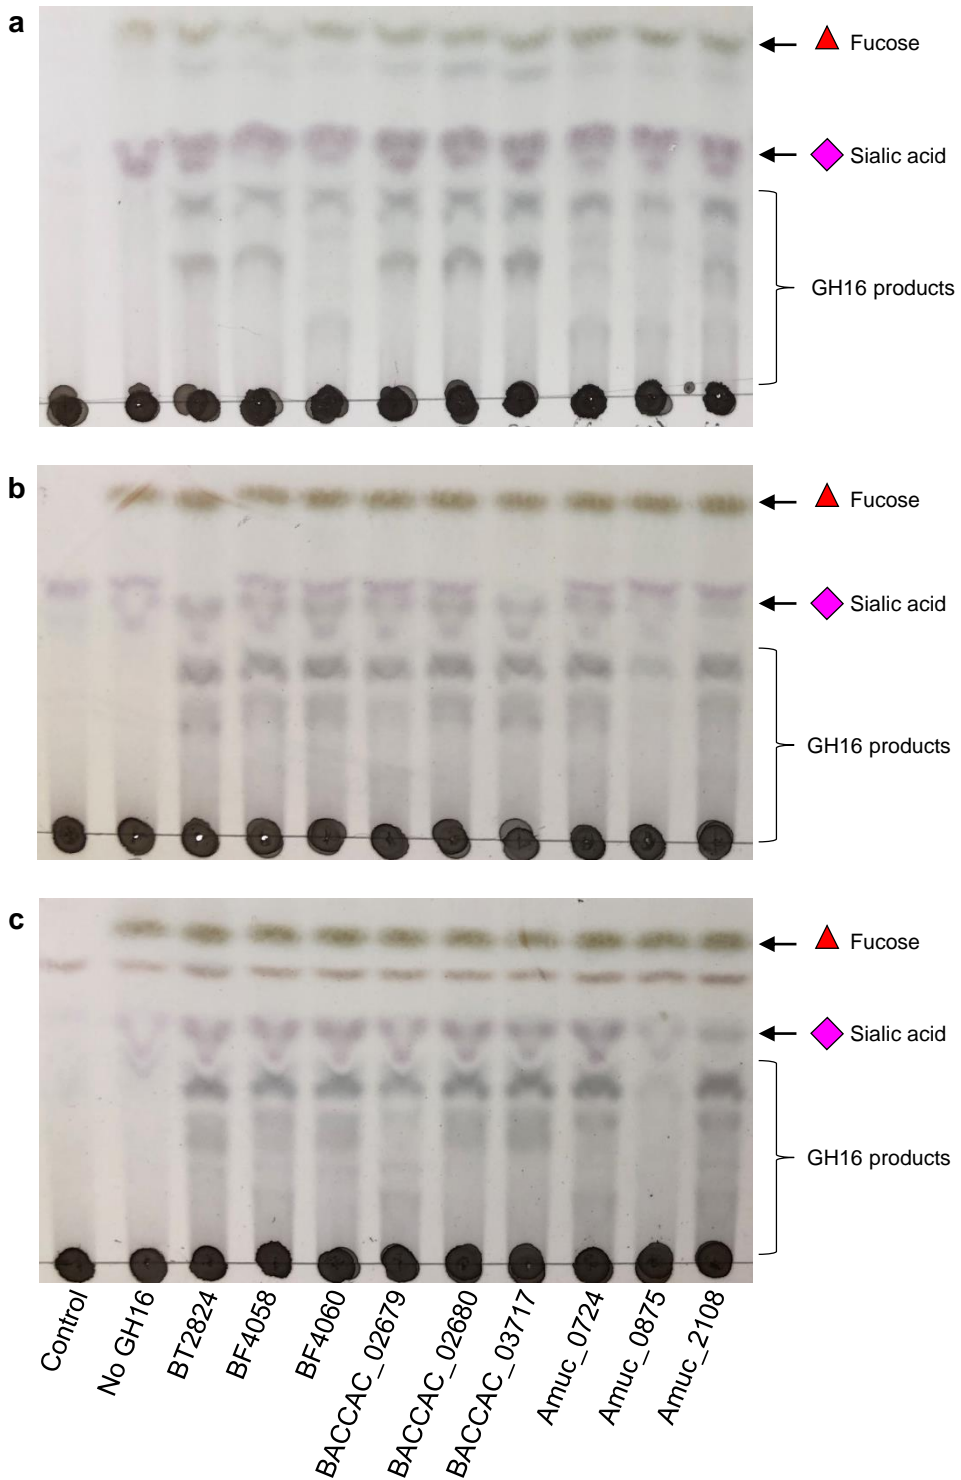 a
Fucose
Sialic acid
GH16 products
b
Fucose
Sialic acid
GH16 products
c
Fucose
Sialic acid
GH16 products
Control
No GH16
BT2824
BF4058
BF4060
BACCAC_02679
BACCAC_02680
BACCAC_03717
Amuc_0724
Amuc_0875
Amuc_2108